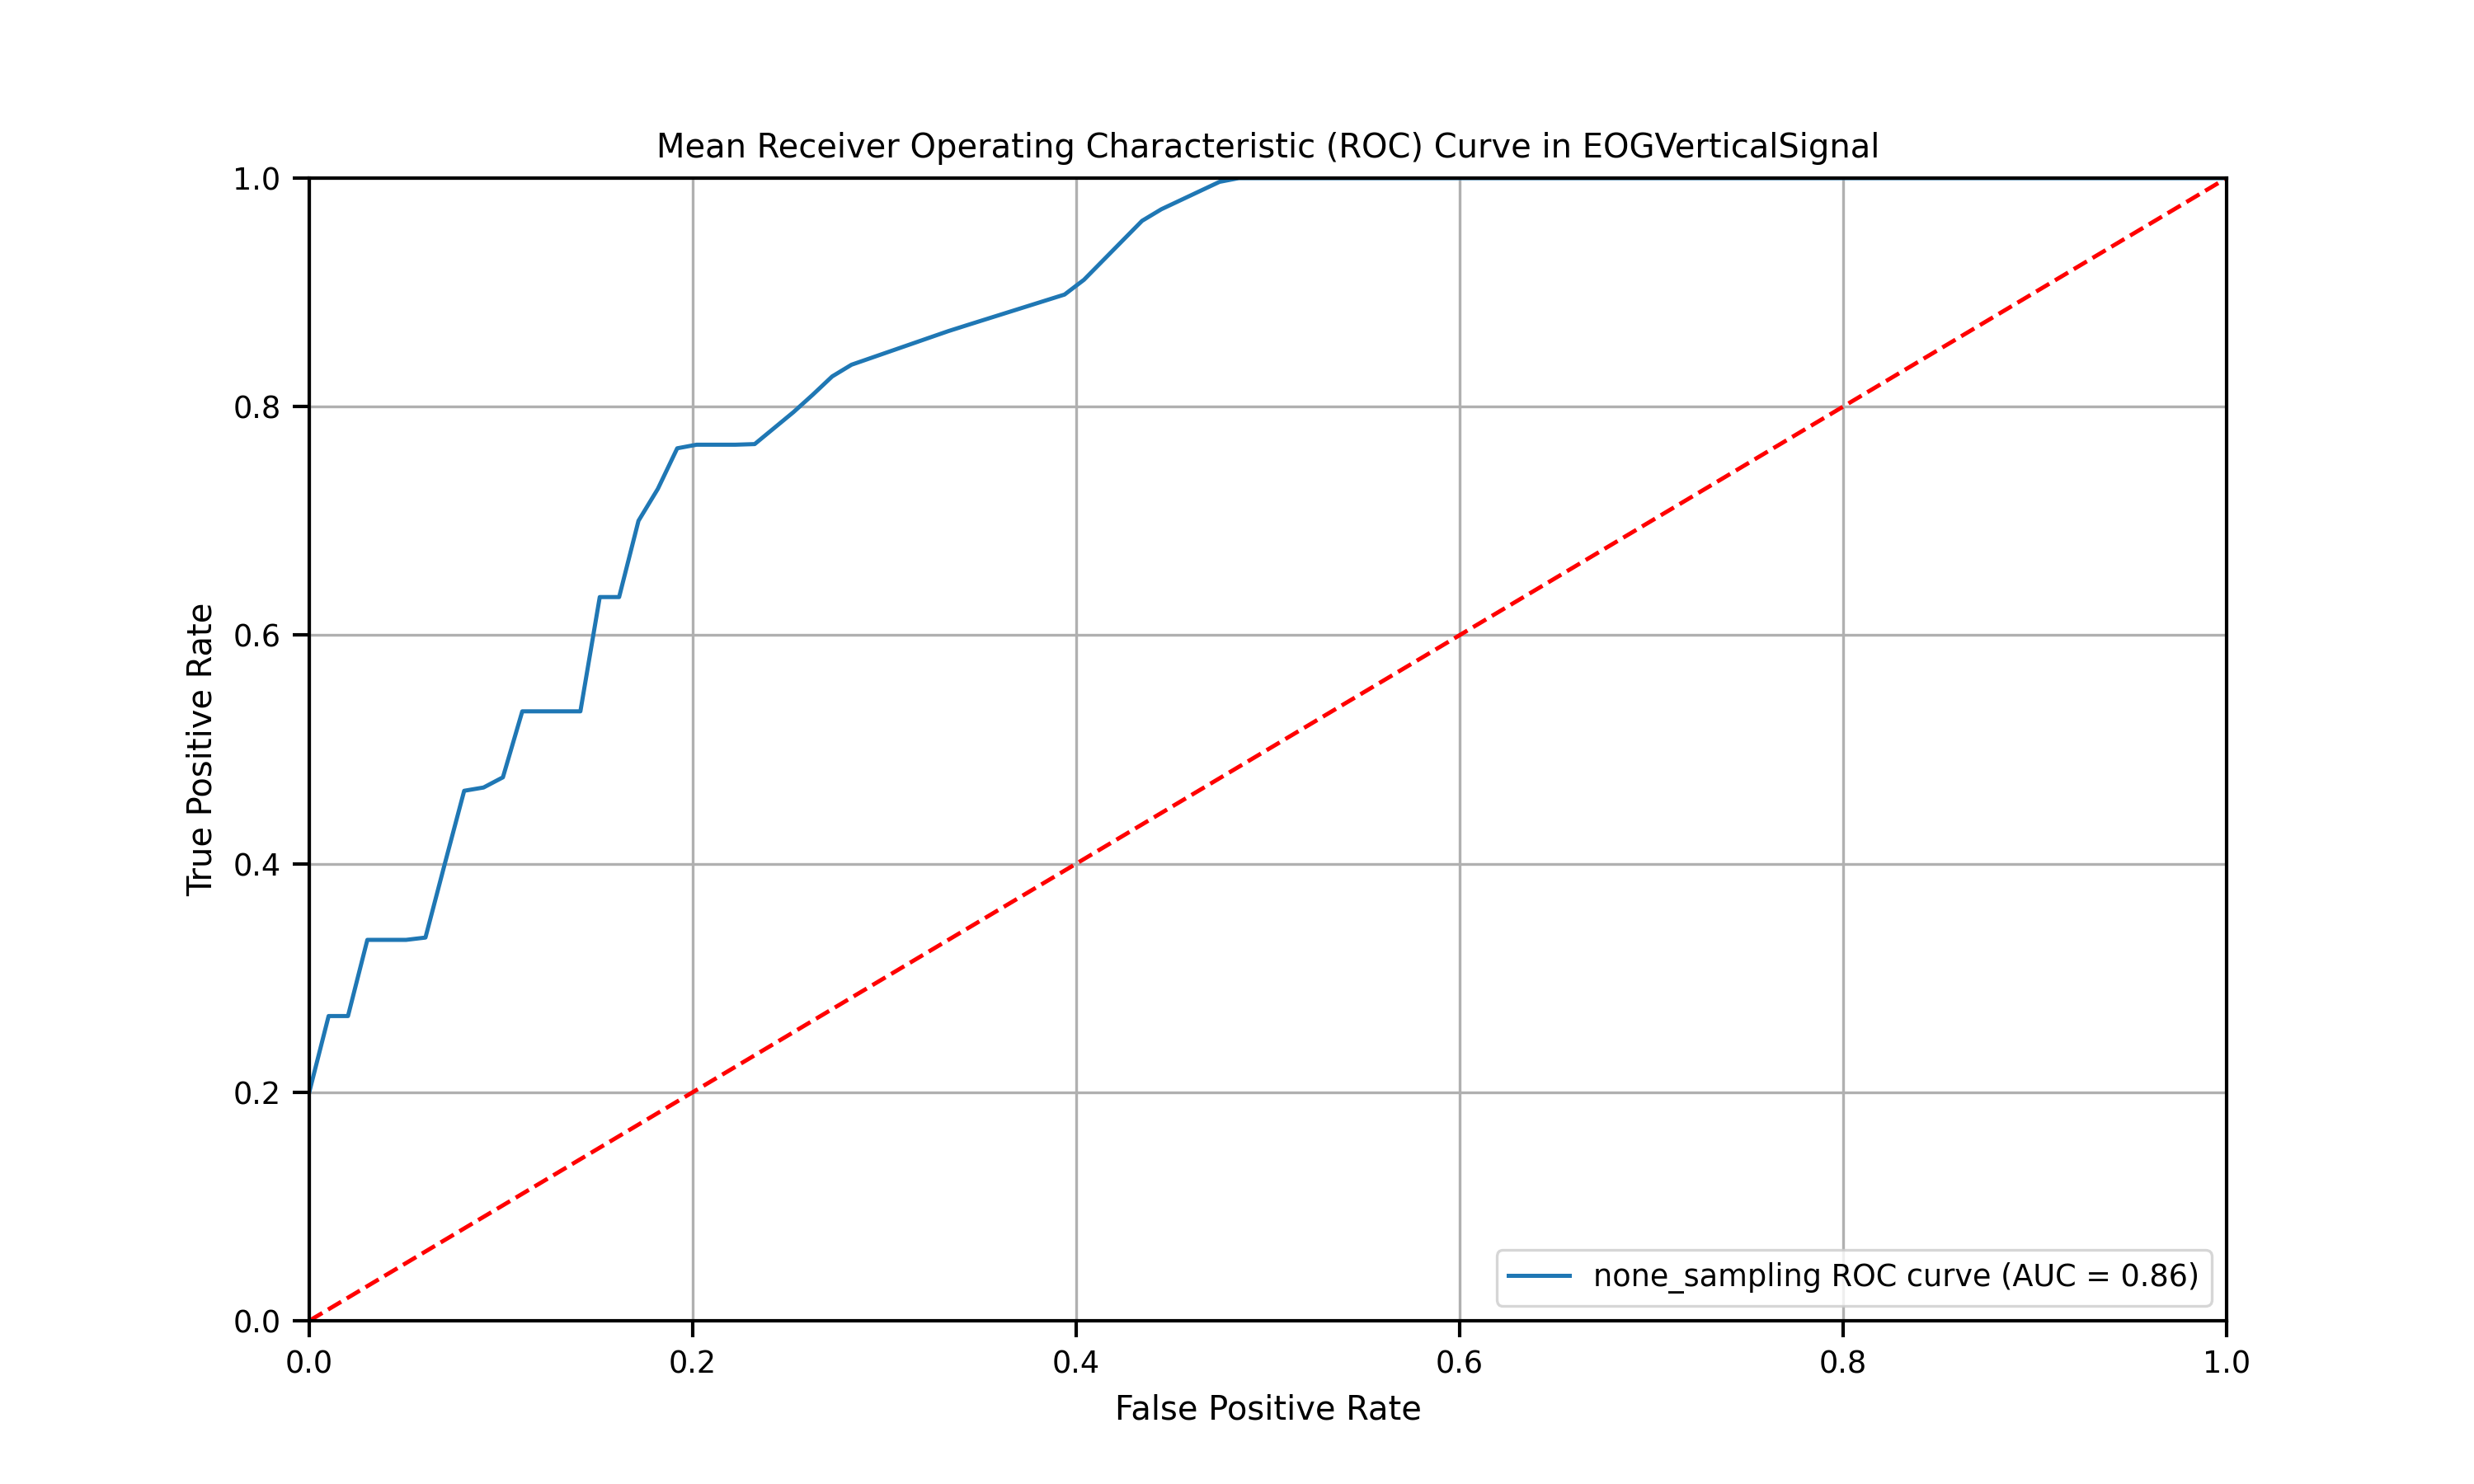 Mean Receiver Operating Characteristic (ROC) Curve in EOGVerticalSignal
1.0
0.8
0.6
0.4
0.2
0.0
True Positive Rate
none_sampling ROC curve (AUC = 0.86)
0.0 0.2 0.4 0.6 0.8 1.0
False Positive Rate